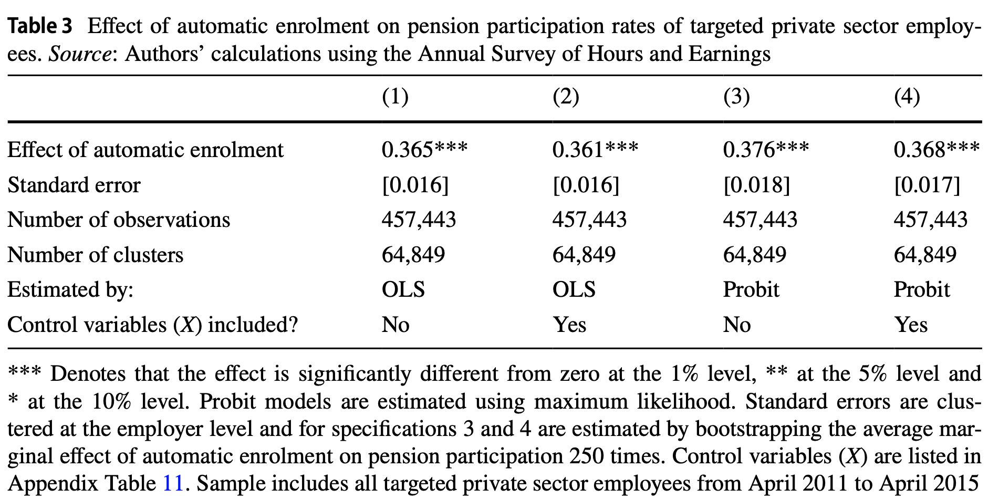 Table 3 Effect of automatic enrolment on pension participation rates of targeted private sector employ-
ees. Source: Authors’ calculations using the Annual Survey of Hours and Earnings
(1) (2) (3) (4)
Effect of automatic enrolment 0.365*** 0.361*** 0.376*** 0.368***
Standard error [0.016] [0.016] [0.018] [0.017]
Number of observations 457,443 457,443 457,443 457,443
Number of clusters 64,849 64,849 64,849 64,849
Estimated by: OLS OLS Probit Probit
Control variables (X) included? No Yes No Yes
*** Denotes that the effect is significantly different from zero at the 1% level, ** at the 5% level and
* at the 10% level. Probit models are estimated using maximum likelihood. Standard errors are clus-
tered at the employer level and for specifications 3 and 4 are estimated by bootstrapping the average mar-
ginal effect of automatic enrolment on pension participation 250 times. Control variables (X) are listed in
Appendix Table 11. Sample includes all targeted private sector employees from April 2011 to April 2015